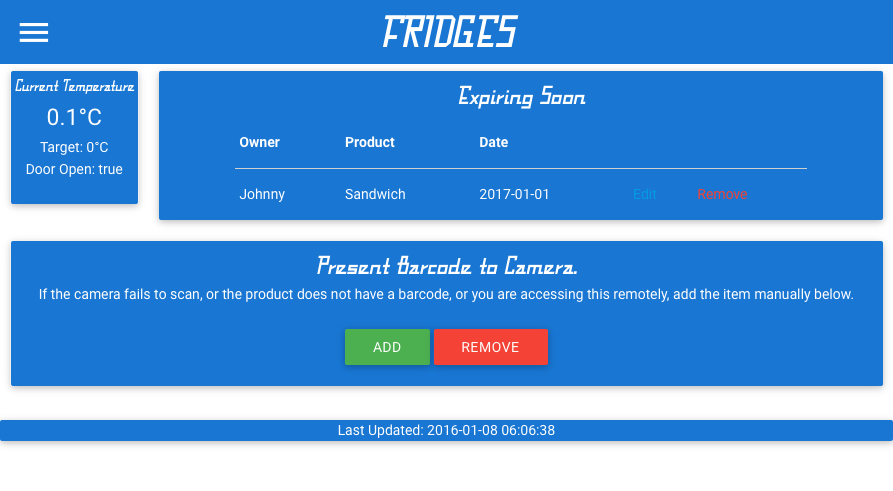 FRIDGES
Current Temperature
0.1°C
Target: 0°C
Door Open: true
Expiring Soon
Owner Product Date
Johnny Sandwich 2017-01-01 Edit Remove
Present Barcode to Camera.
If the camera fails to scan, or the product does not have a barcode, or you are accessing this remotely, add the item manually below.
ADD REMOVE
Last Updated: 2016-01-08 06:06:38